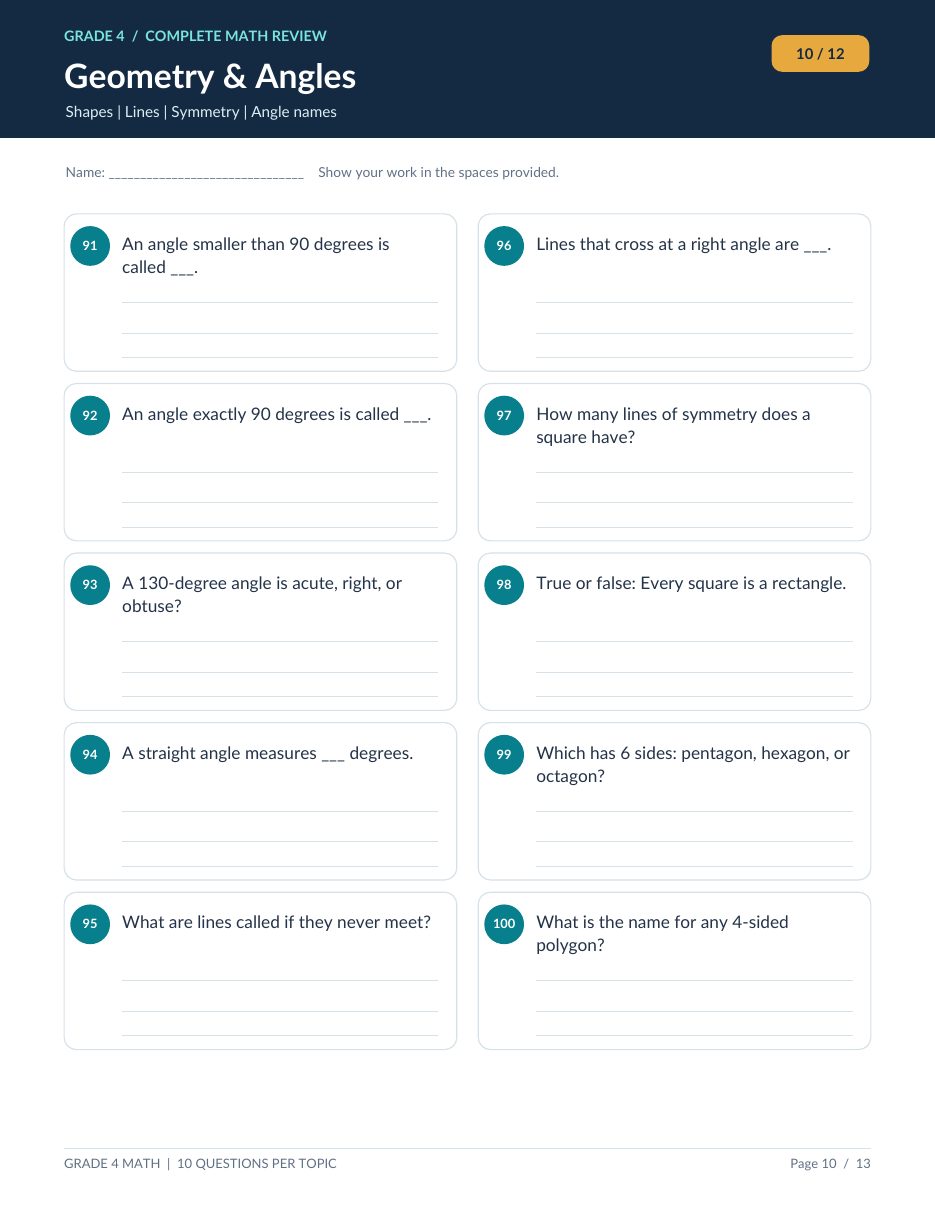 GRADE 4 / COMPLETE MATH REVIEW
Geometry & Angles
Shapes | Lines | Symmetry | Angle names
10 / 12
Name: ______________________________ Show your work in the spaces provided.
91
An angle smaller than 90 degrees is
called ___.
92
An angle exactly 90 degrees is called ___.
93
A 130-degree angle is acute, right, or
obtuse?
94
A straight angle measures ___ degrees.
95
What are lines called if they never meet?
96
Lines that cross at a right angle are ___.
97
How many lines of symmetry does a
square have?
98
True or false: Every square is a rectangle.
99
Which has 6 sides: pentagon, hexagon, or
octagon?
100
What is the name for any 4-sided
polygon?
GRADE 4 MATH | 10 QUESTIONS PER TOPIC
Page 10 / 13